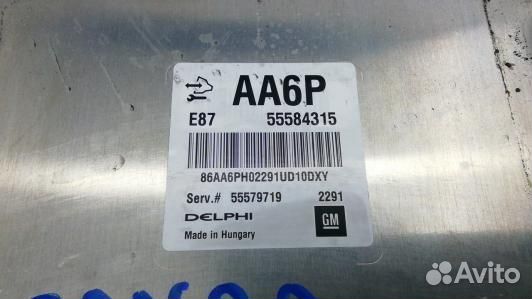 AA6P
E87 55584315
86AA6PH02291UD10DXY
Serv.# 55579719 2291
DELPHI GM
Made in Hungary
Avito